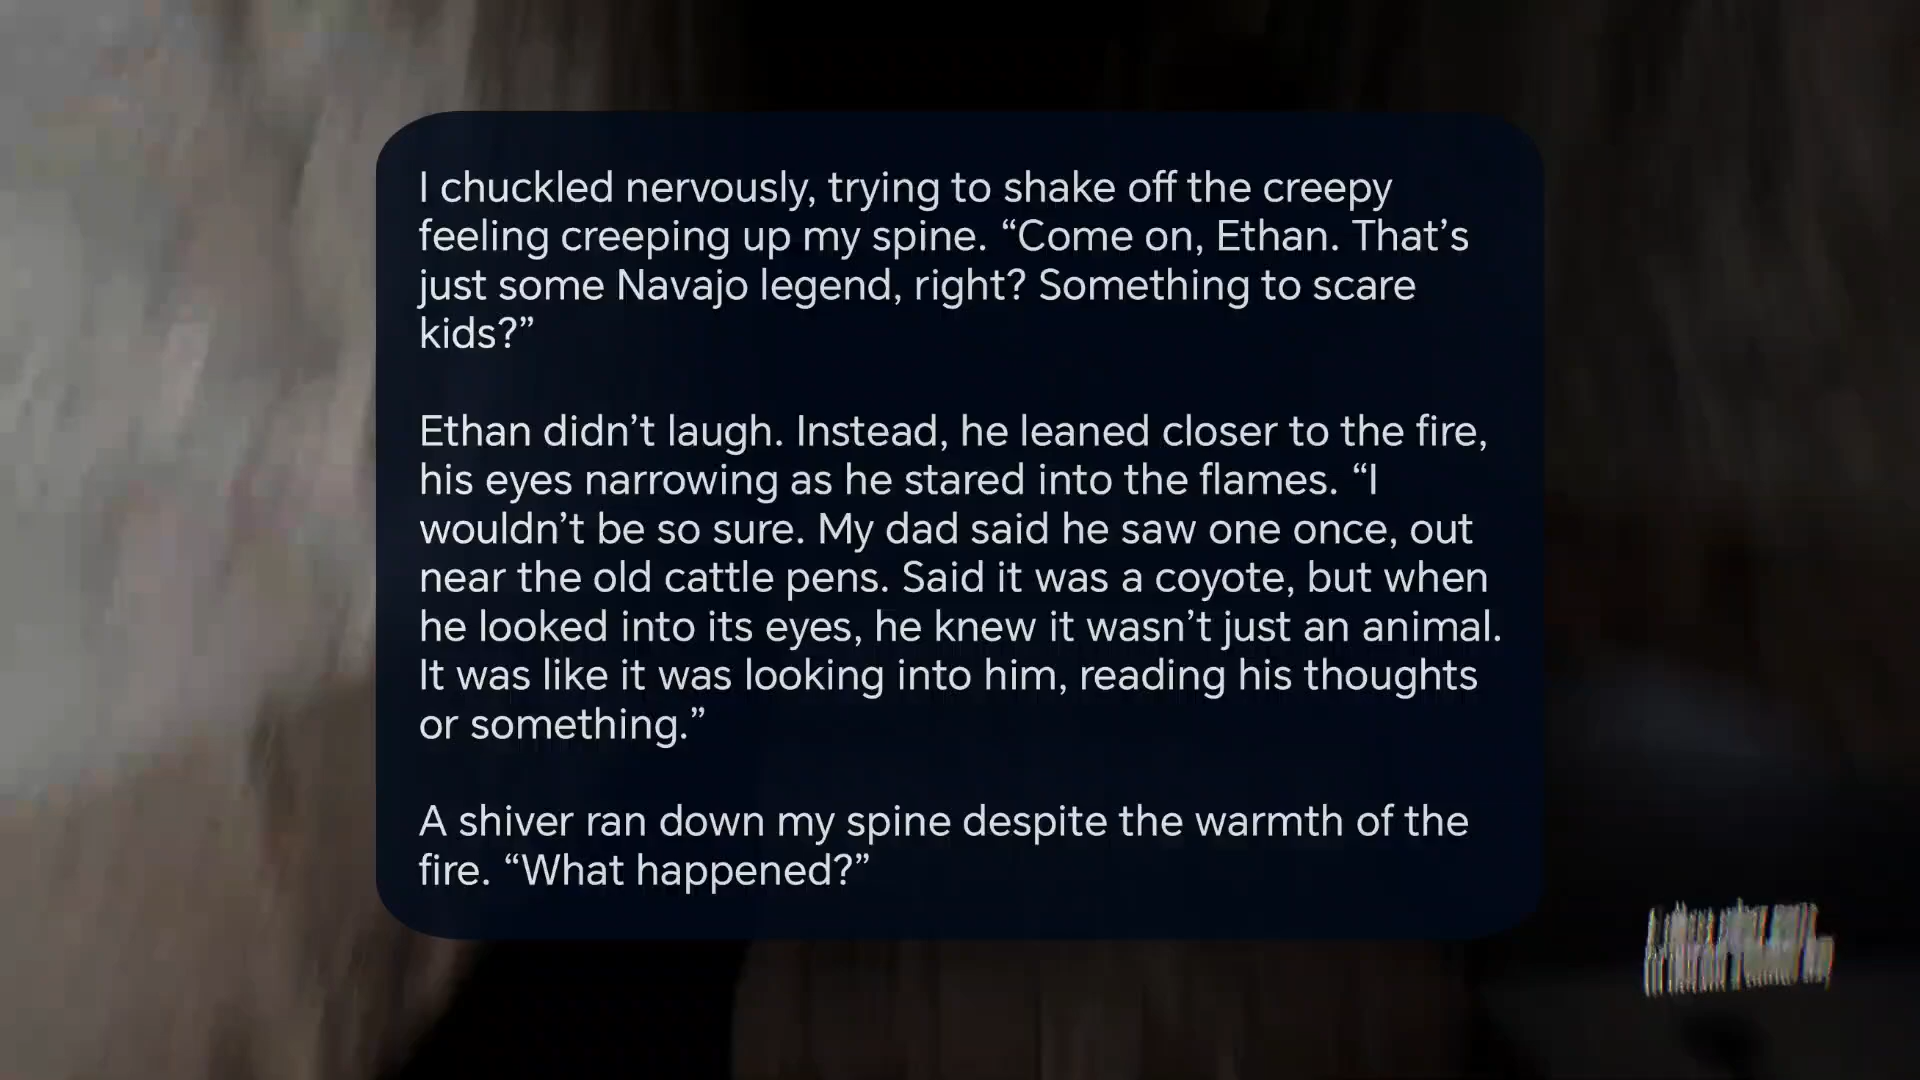 I chuckled nervously, trying to shake off the creepy
feeling creeping up my spine. “Come on, Ethan. That’s
just some Navajo legend, right? Something to scare
kids?”
Ethan didn’t laugh. Instead, he leaned closer to the fire,
his eyes narrowing as he stared into the flames. “I
wouldn’t be so sure. My dad said he saw one once, out
near the old cattle pens. Said it was a coyote, but when
he looked into its eyes, he knew it wasn’t just an animal.
It was like it was looking into him, reading his thoughts
or something.”
A shiver ran down my spine despite the warmth of the
fire. “What happened?”